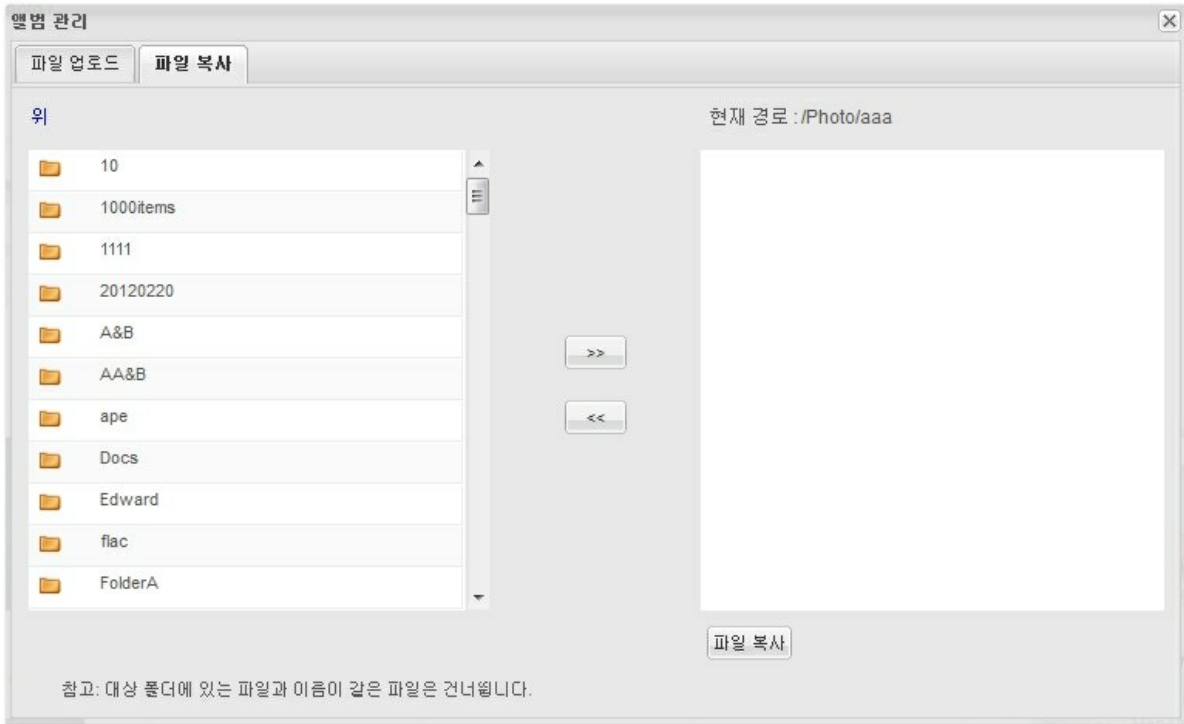 앨범 관리
파일 업로드
파일 복사
위
현재 경로 : /Photo/aaa
10
1000items
1111
20120220
A&B
AA&B
ape
Docs
Edward
flac
FolderA
>>
<<
파일 복사
참고: 대상 폴더에 있는 파일과 이름이 같은 파일은 건너뜁니다.